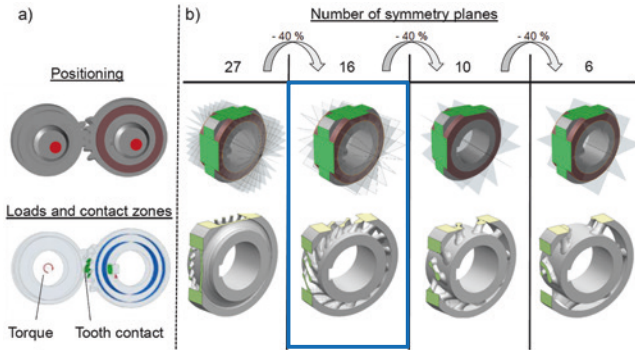 a)
Positioning
Loads and contact zones
Torque
Tooth contact
b)
Number of symmetry planes
- 40 %
- 40 %
- 40 %
27
16
10
6